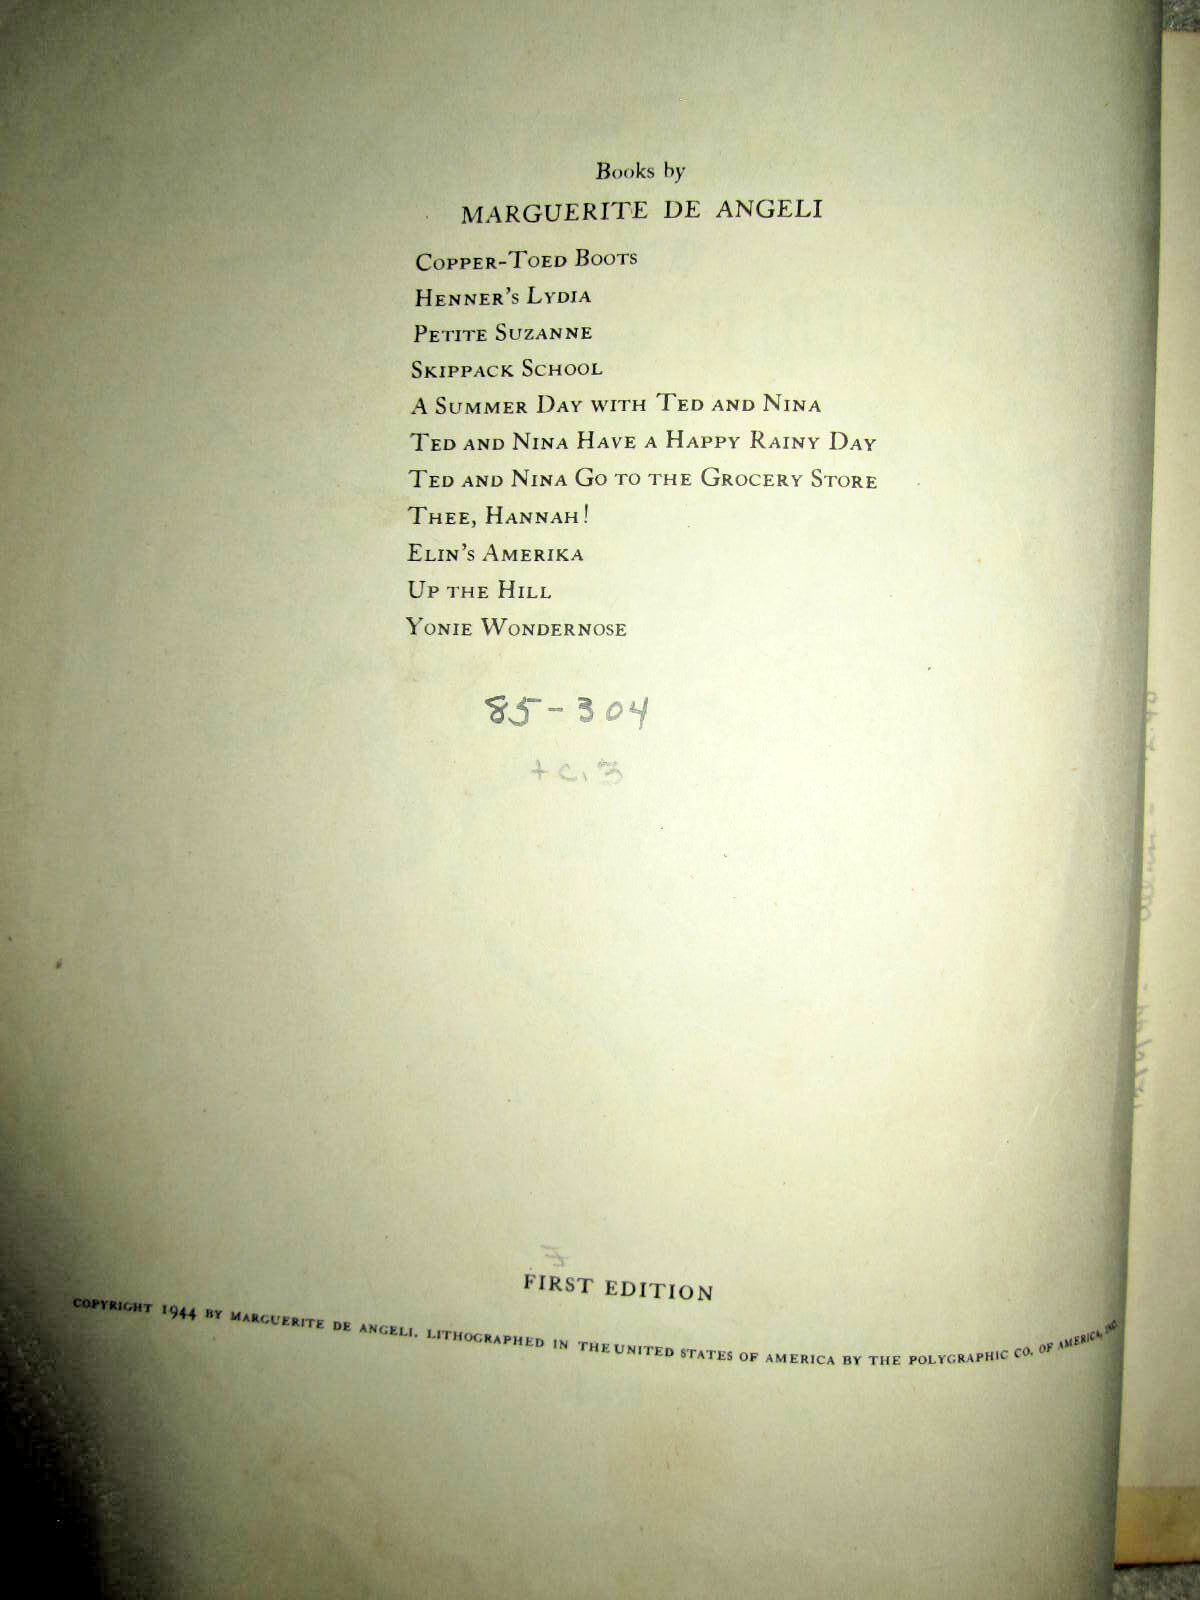 Books by
MARGUERITE DE ANGELI
COPPER-TOED BOOTS
HENNER'S LYDIA
PETITE SUZANNE
SKIPPACK SCHOOL
A SUMMER DAY WITH TED AND NINA
TED AND NINA HAVE A HAPPY RAINY DAY
TED AND NINA GO TO THE GROCERY STORE
THEE, HANNAH!
ELIN'S AMERIKA
UP THE HILL
YONIE WONDERNOSE
85-304
+ c.3
F
FIRST EDITION
COPYRIGHT 1944 BY MARGUERITE DE ANGELI. LITHOGRAPHED IN THE UNITED STATES OF AMERICA BY THE POLYGRAPHIC CO. OF AMERICA, INC.